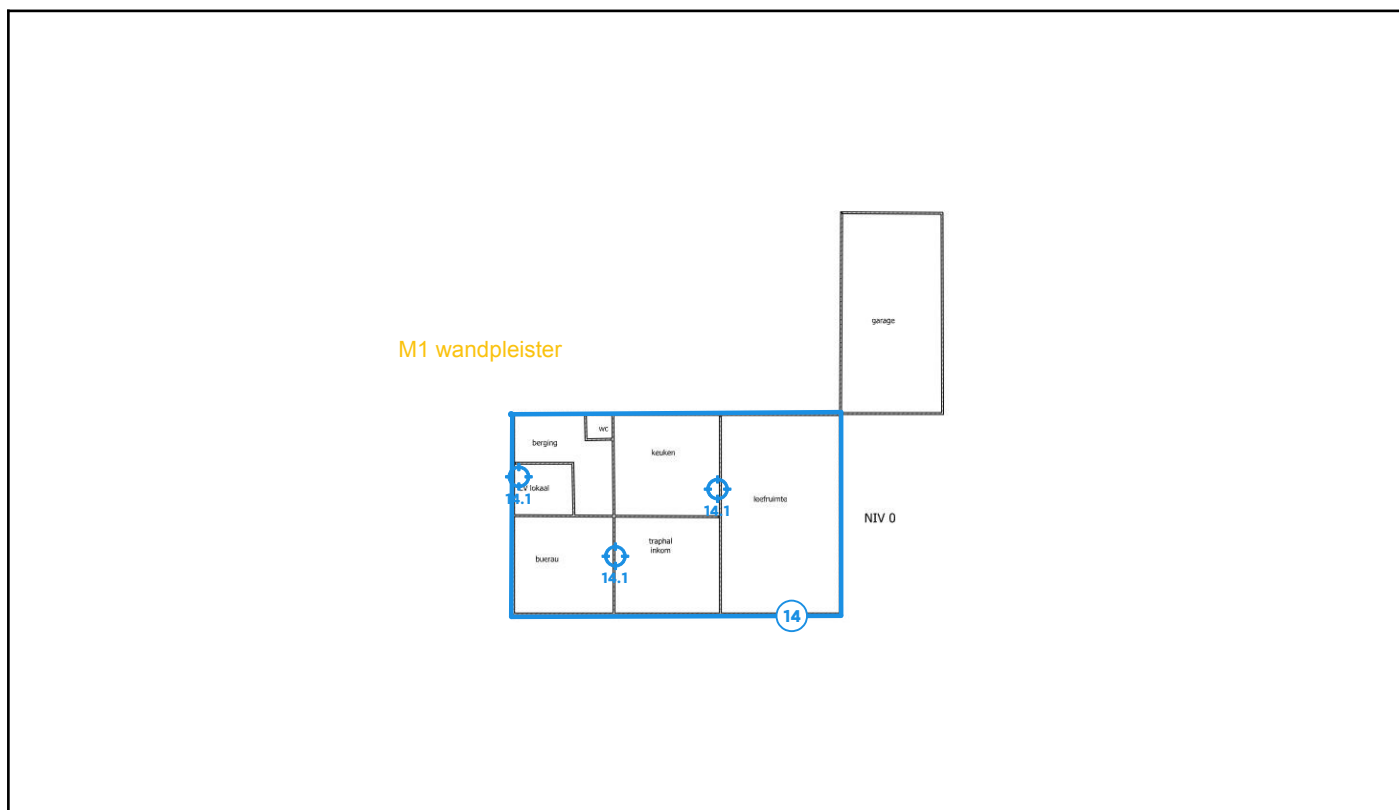 garage
M1 wandpleister
wc
berging
keuken
CV lokaal
14.1
14.1
leefruimte
NIV 0
traphal
inkom
buerau
14.1
14